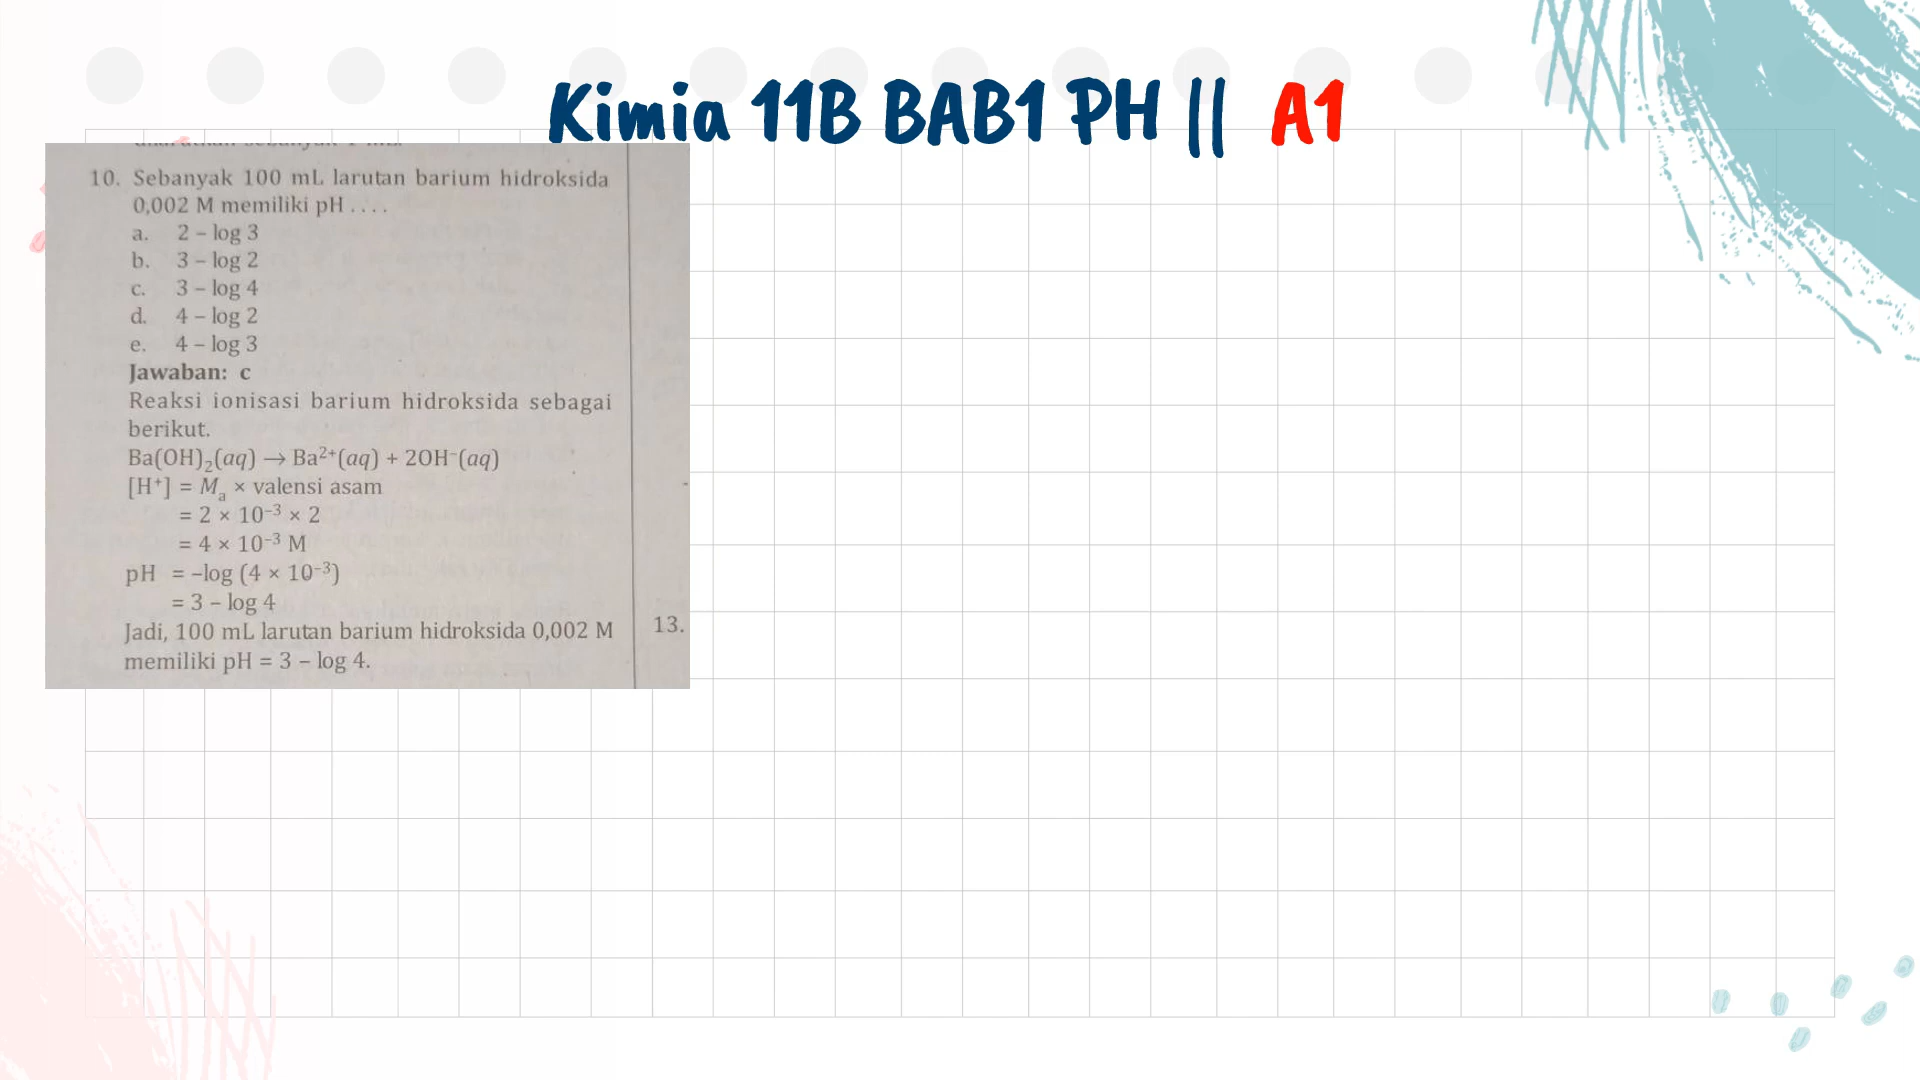 Kimia 11B BAB1 PH || A1
10. Sebanyak 100 mL larutan barium hidroksida
0,002 M memiliki pH . . . .
a. 2 – log 3
b. 3 – log 2
c. 3 – log 4
d. 4 – log 2
e. 4 – log 3
Jawaban: c
Reaksi ionisasi barium hidroksida sebagai
berikut.
Ba(OH)₂(aq) → Ba²⁺(aq) + 2OH⁻(aq)
[H⁺] = Mₐ × valensi asam
= 2 × 10⁻³ × 2
= 4 × 10⁻³ M
pH = –log (4 × 10⁻³)
= 3 – log 4
Jadi, 100 mL larutan barium hidroksida 0,002 M
memiliki pH = 3 – log 4.
13.